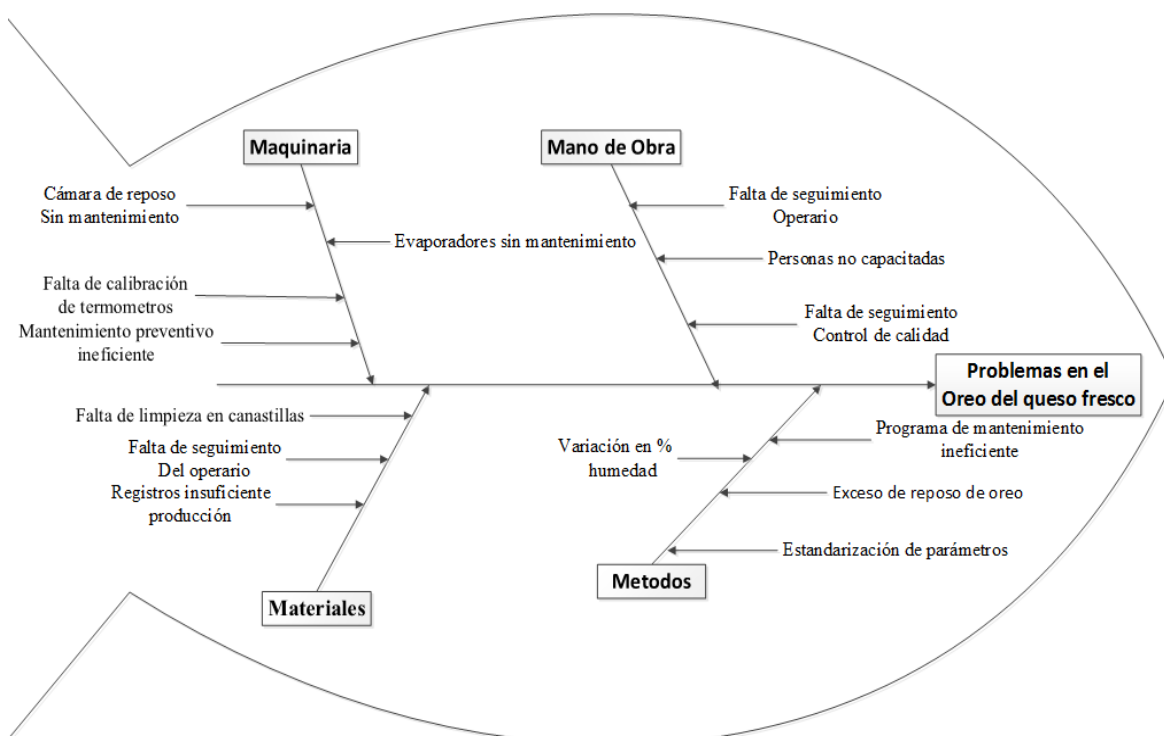 Maquinaria
Cámara de reposo
Sin mantenimiento
Evaporadores sin mantenimiento
Falta de calibración
de termometros
Mantenimiento preventivo
ineficiente
Mano de Obra
Falta de seguimiento
Operario
Personas no capacitadas
Falta de seguimiento
Control de calidad
Problemas en el
Oreo del queso fresco
Falta de limpieza en canastillas
Falta de seguimiento
Del operario
Registros insuficiente
producción
Materiales
Programa de mantenimiento
ineficiente
Variación en %
humedad
Exceso de reposo de oreo
Estandarización de parámetros
Metodos